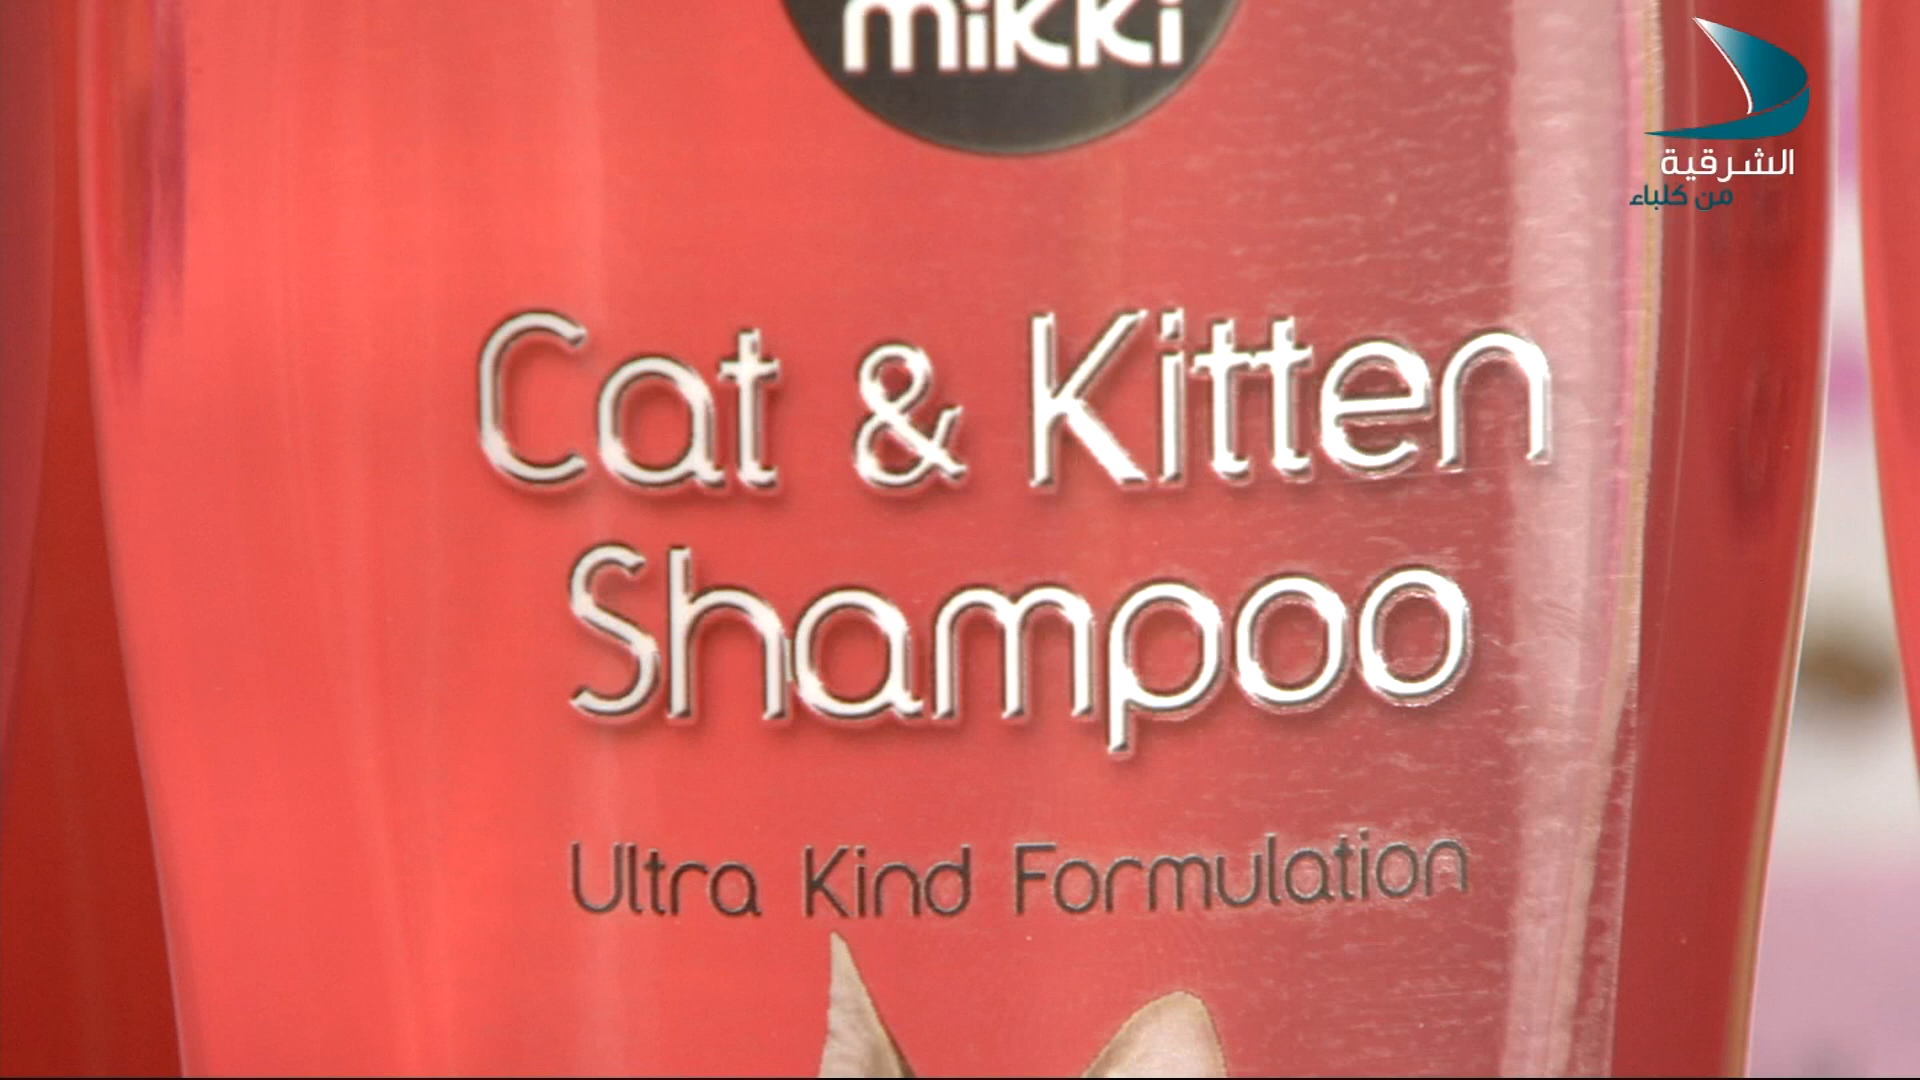 mikki
الشرقية
من كلباء
Cat & Kitten
Shampoo
Ultra Kind Formulation